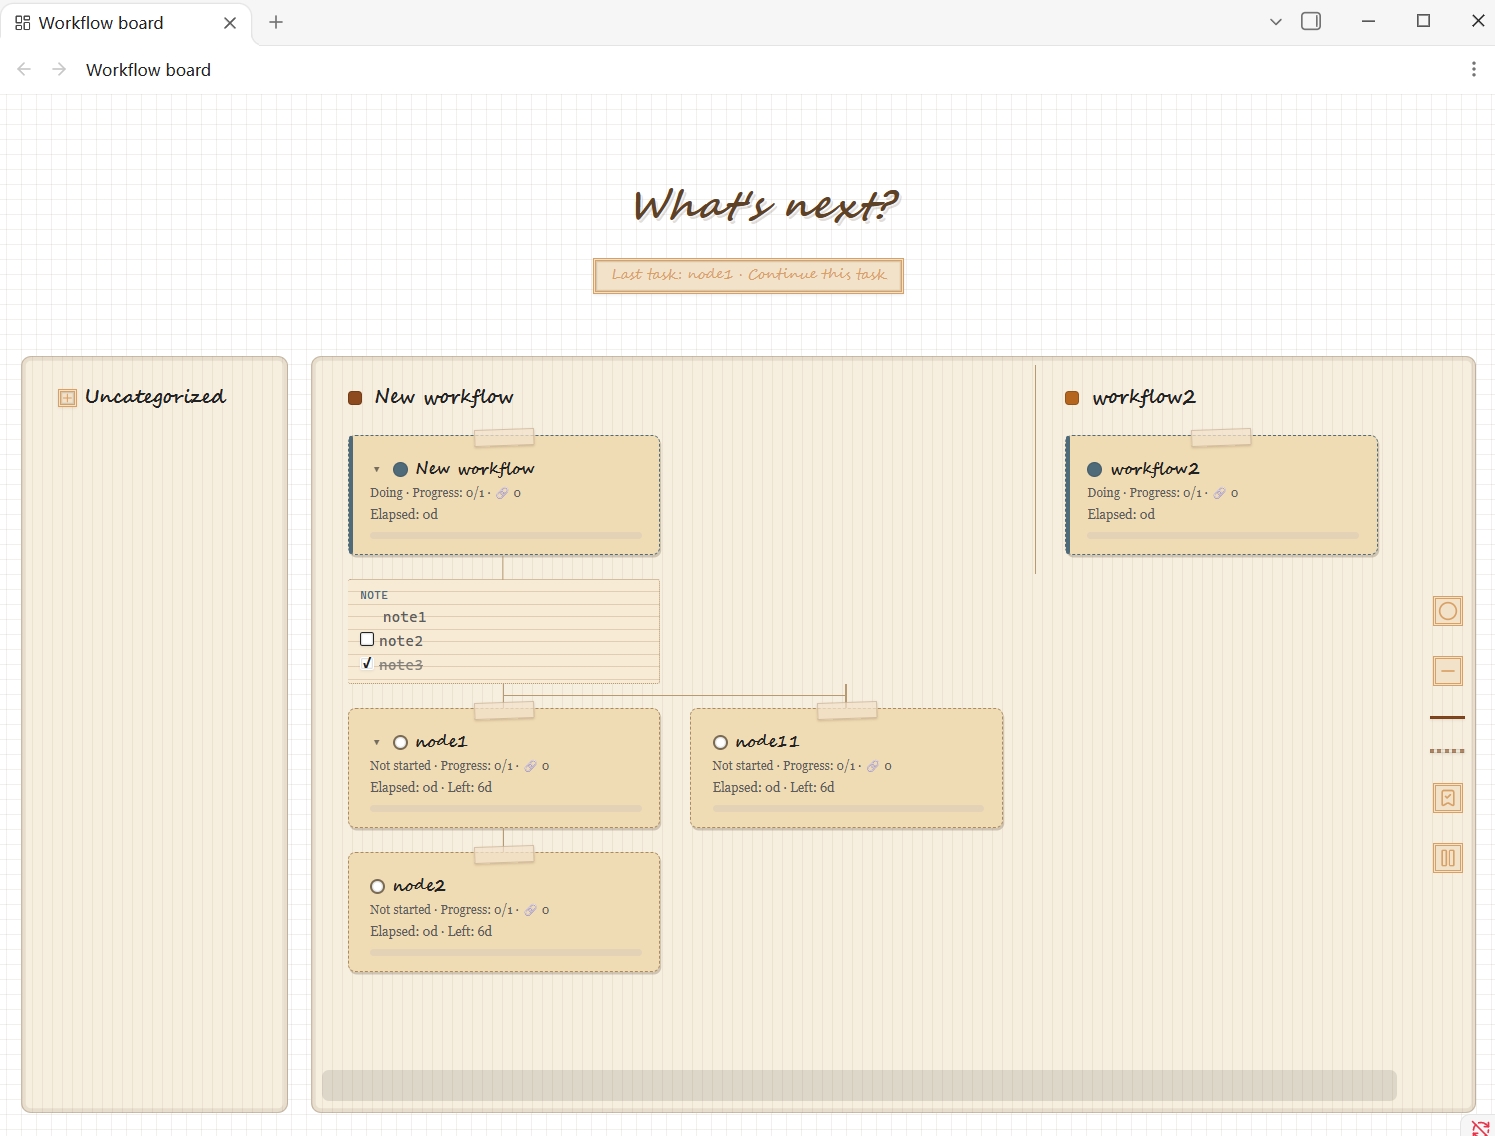 Workflow board
Workflow board
What's next?
Last task: node1 · Continue this task
Uncategorized
New workflow
New workflow
Doing · Progress: 0/1 · 🔗 0
Elapsed: 0d
NOTE
note1
note2
note3
node1
Not started · Progress: 0/1 · 🔗 0
Elapsed: 0d · Left: 6d
node11
Not started · Progress: 0/1 · 🔗 0
Elapsed: 0d · Left: 6d
node2
Not started · Progress: 0/1 · 🔗 0
Elapsed: 0d · Left: 6d
workflow2
workflow2
Doing · Progress: 0/1 · 🔗 0
Elapsed: 0d